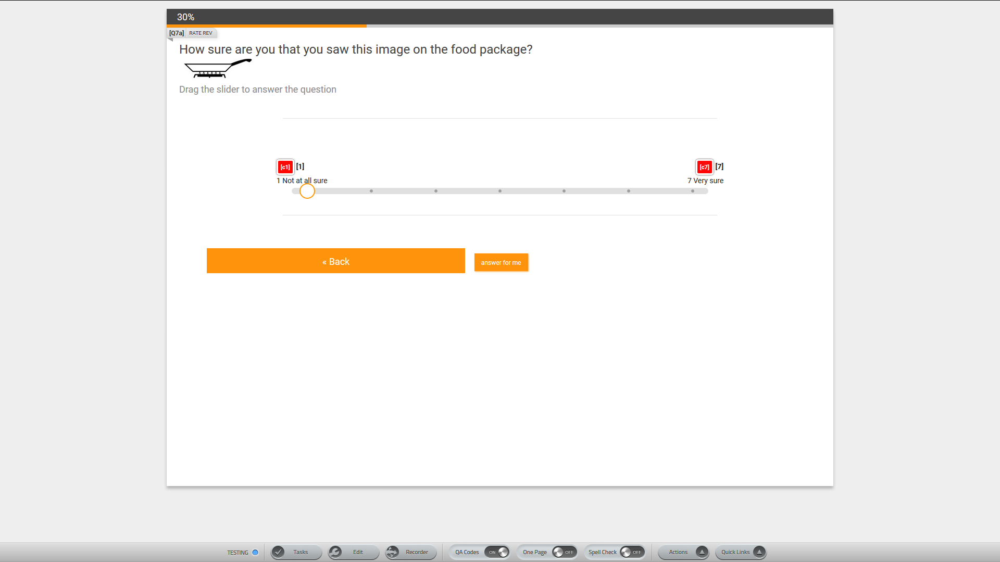 30%
[Q7a] RATE REV
How sure are you that you saw this image on the food package?
Drag the slider to answer the question
[c1] [1]
[c7] [7]
1 Not at all sure
7 Very sure
« Back
answer for me
TESTING
Tasks
Edit
Recorder
QA Codes ON
One Page OFF
Spell Check OFF
Actions
Quick Links